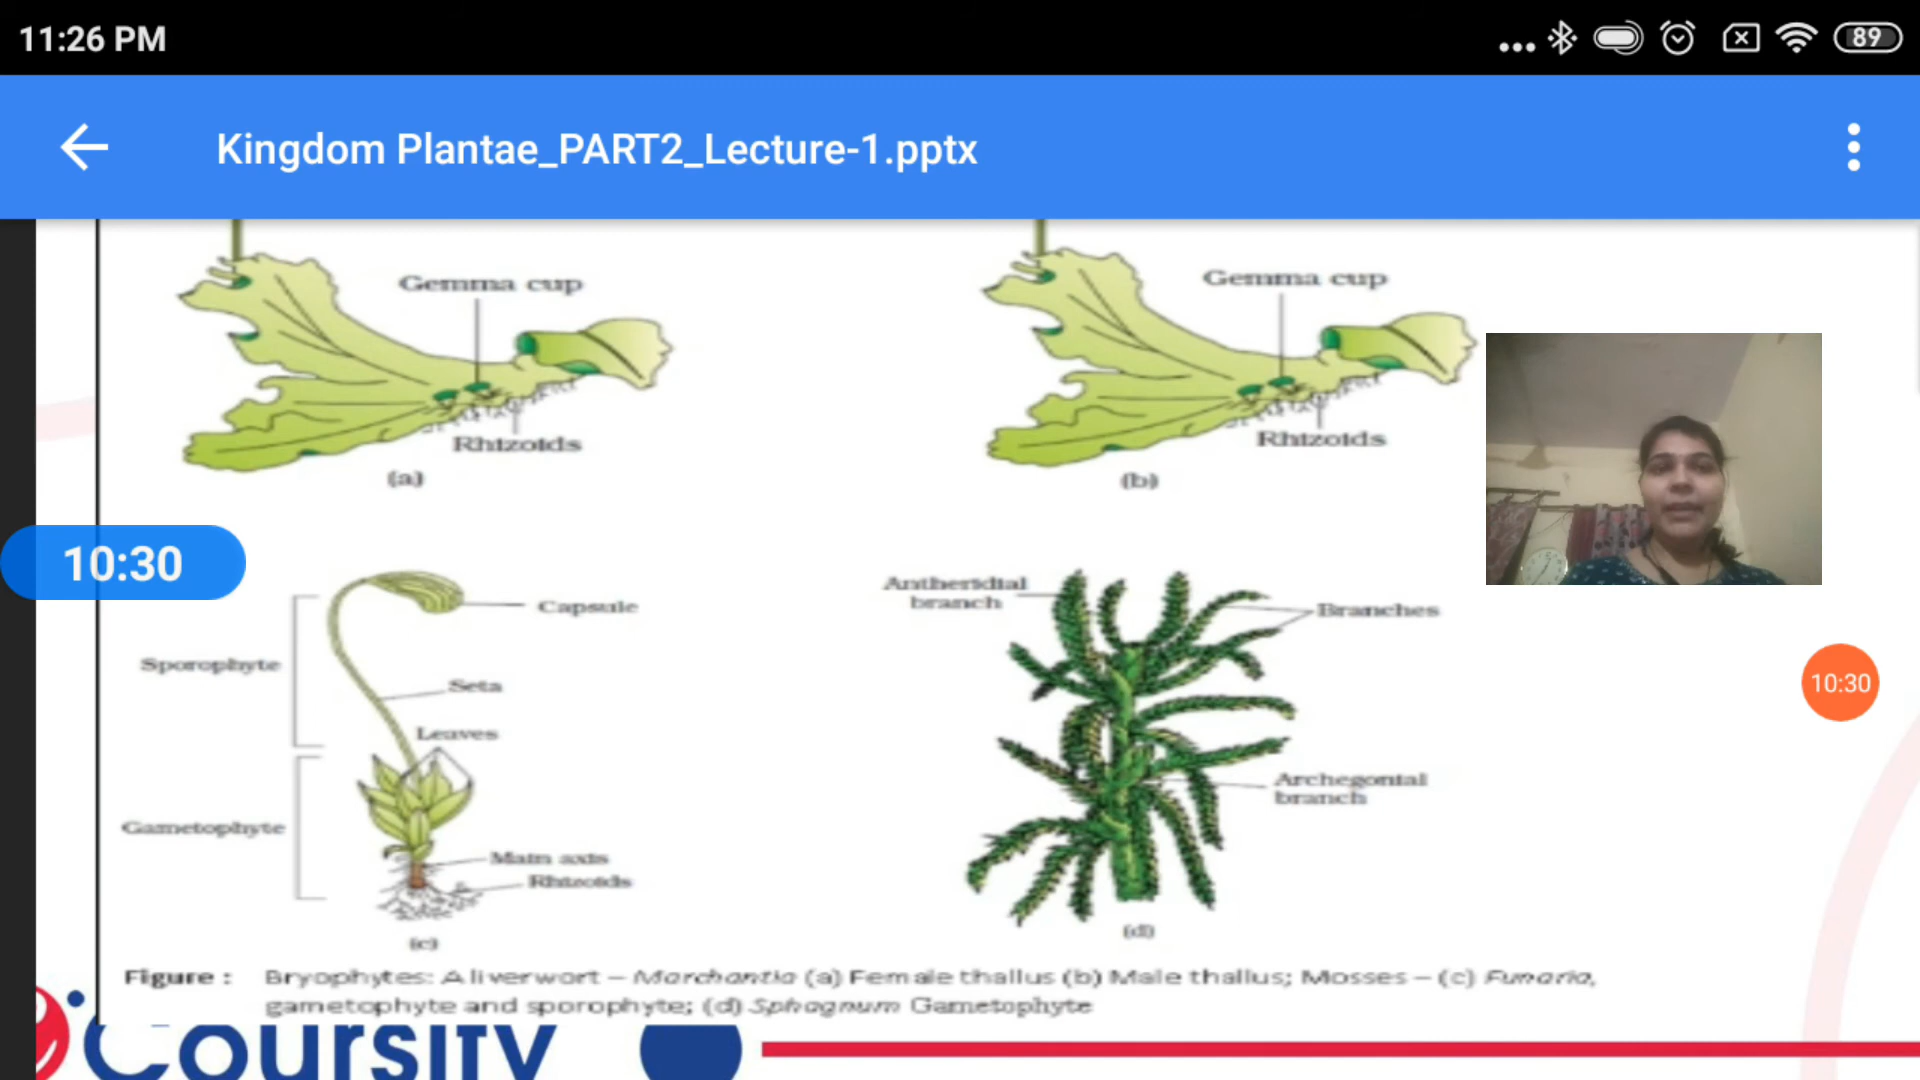 11:26 PM
89
Kingdom Plantae_PART2_Lecture-1.pptx
Gemma cup
Gemma cup
Rhizoids
Rhizoids
(a)
(b)
10:30
Capsule
Antheridial
branch
Branches
Sporophyte
Seta
10:30
Leaves
Archegonial
branch
Gametophyte
Main axis
Rhizoids
(c)
(d)
Figure : Bryophytes: A liverwort – Marchantia (a) Female thallus (b) Male thallus; Mosses – (c) Funaria,
gametophyte and sporophyte; (d) Sphagnum Gametophyte
Coursity